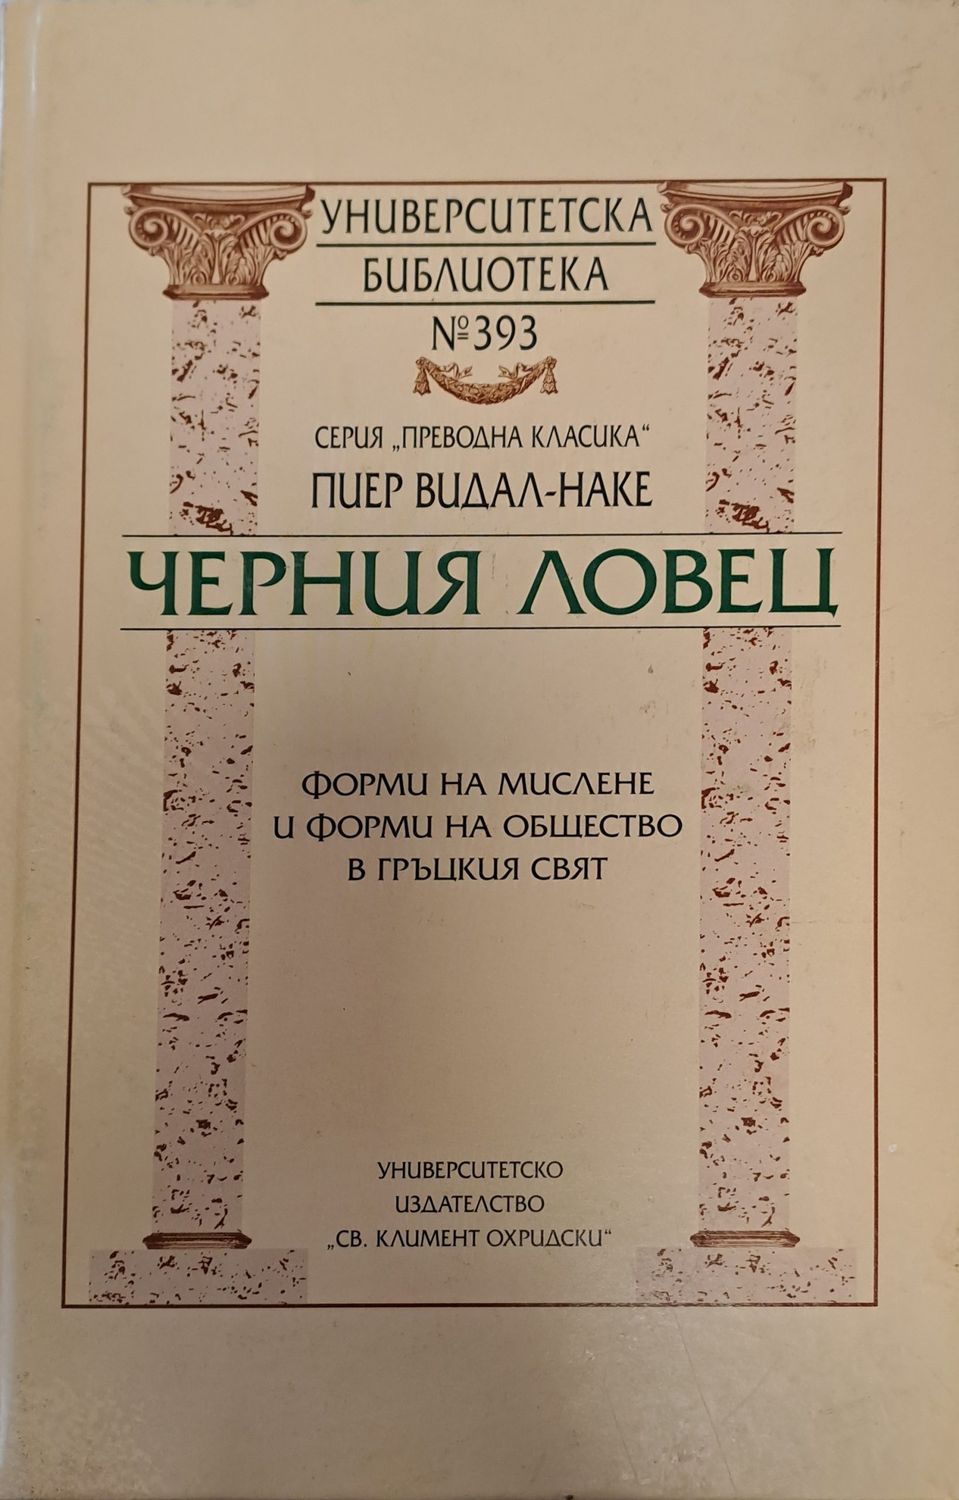 УНИВЕРСИТЕТСКА
БИБЛИОТЕКА
№393
СЕРИЯ „ПРЕВОДНА КЛАСИКА“
ПИЕР ВИДАЛ-НАКЕ
ЧЕРНИЯ ЛОВЕЦ
ФОРМИ НА МИСЛЕНЕ
И ФОРМИ НА ОБЩЕСТВО
В ГРЪЦКИЯ СВЯТ
УНИВЕРСИТЕТСКО
ИЗДАТЕЛСТВО
„СВ. КЛИМЕНТ ОХРИДСКИ“